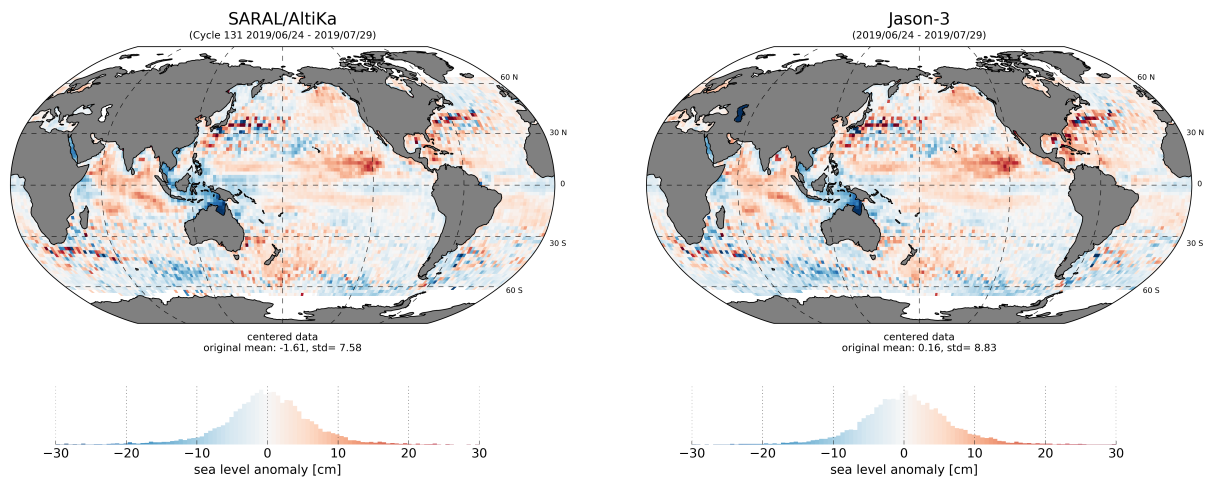 SARAL/AltiKa
(Cycle 131 2019/06/24 - 2019/07/29)
60 N
30 N
0
30 S
60 S
centered data
original mean: -1.61, std= 7.58
−30 −20 −10 0 10 20 30
sea level anomaly [cm]
Jason-3
(2019/06/24 - 2019/07/29)
60 N
30 N
0
30 S
60 S
centered data
original mean: 0.16, std= 8.83
−30 −20 −10 0 10 20 30
sea level anomaly [cm]